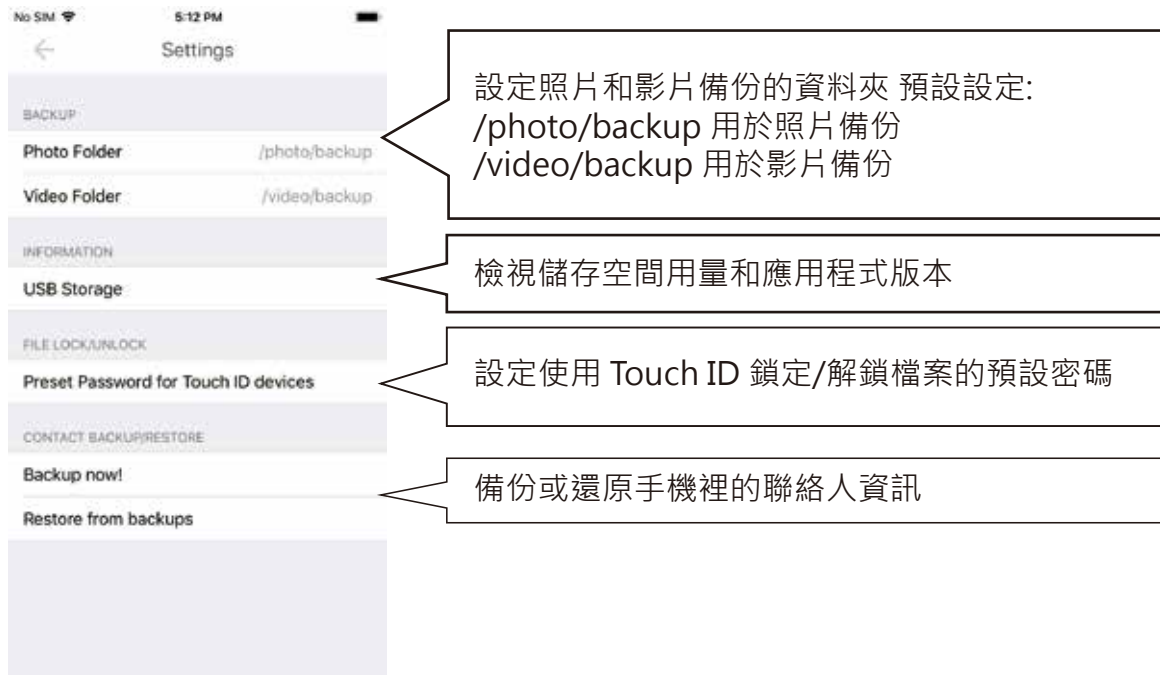 No SIM 5:12 PM
Settings
BACKUP
Photo Folder /photo/backup
Video Folder /video/backup
INFORMATION
USB Storage
FILE LOCK/UNLOCK
Preset Password for Touch ID devices
CONTACT BACKUP/RESTORE
Backup now!
Restore from backups
設定照片和影片備份的資料夾 預設設定:
/photo/backup 用於照片備份
/video/backup 用於影片備份
檢視儲存空間用量和應用程式版本
設定使用 Touch ID 鎖定/解鎖檔案的預設密碼
備份或還原手機裡的聯絡人資訊